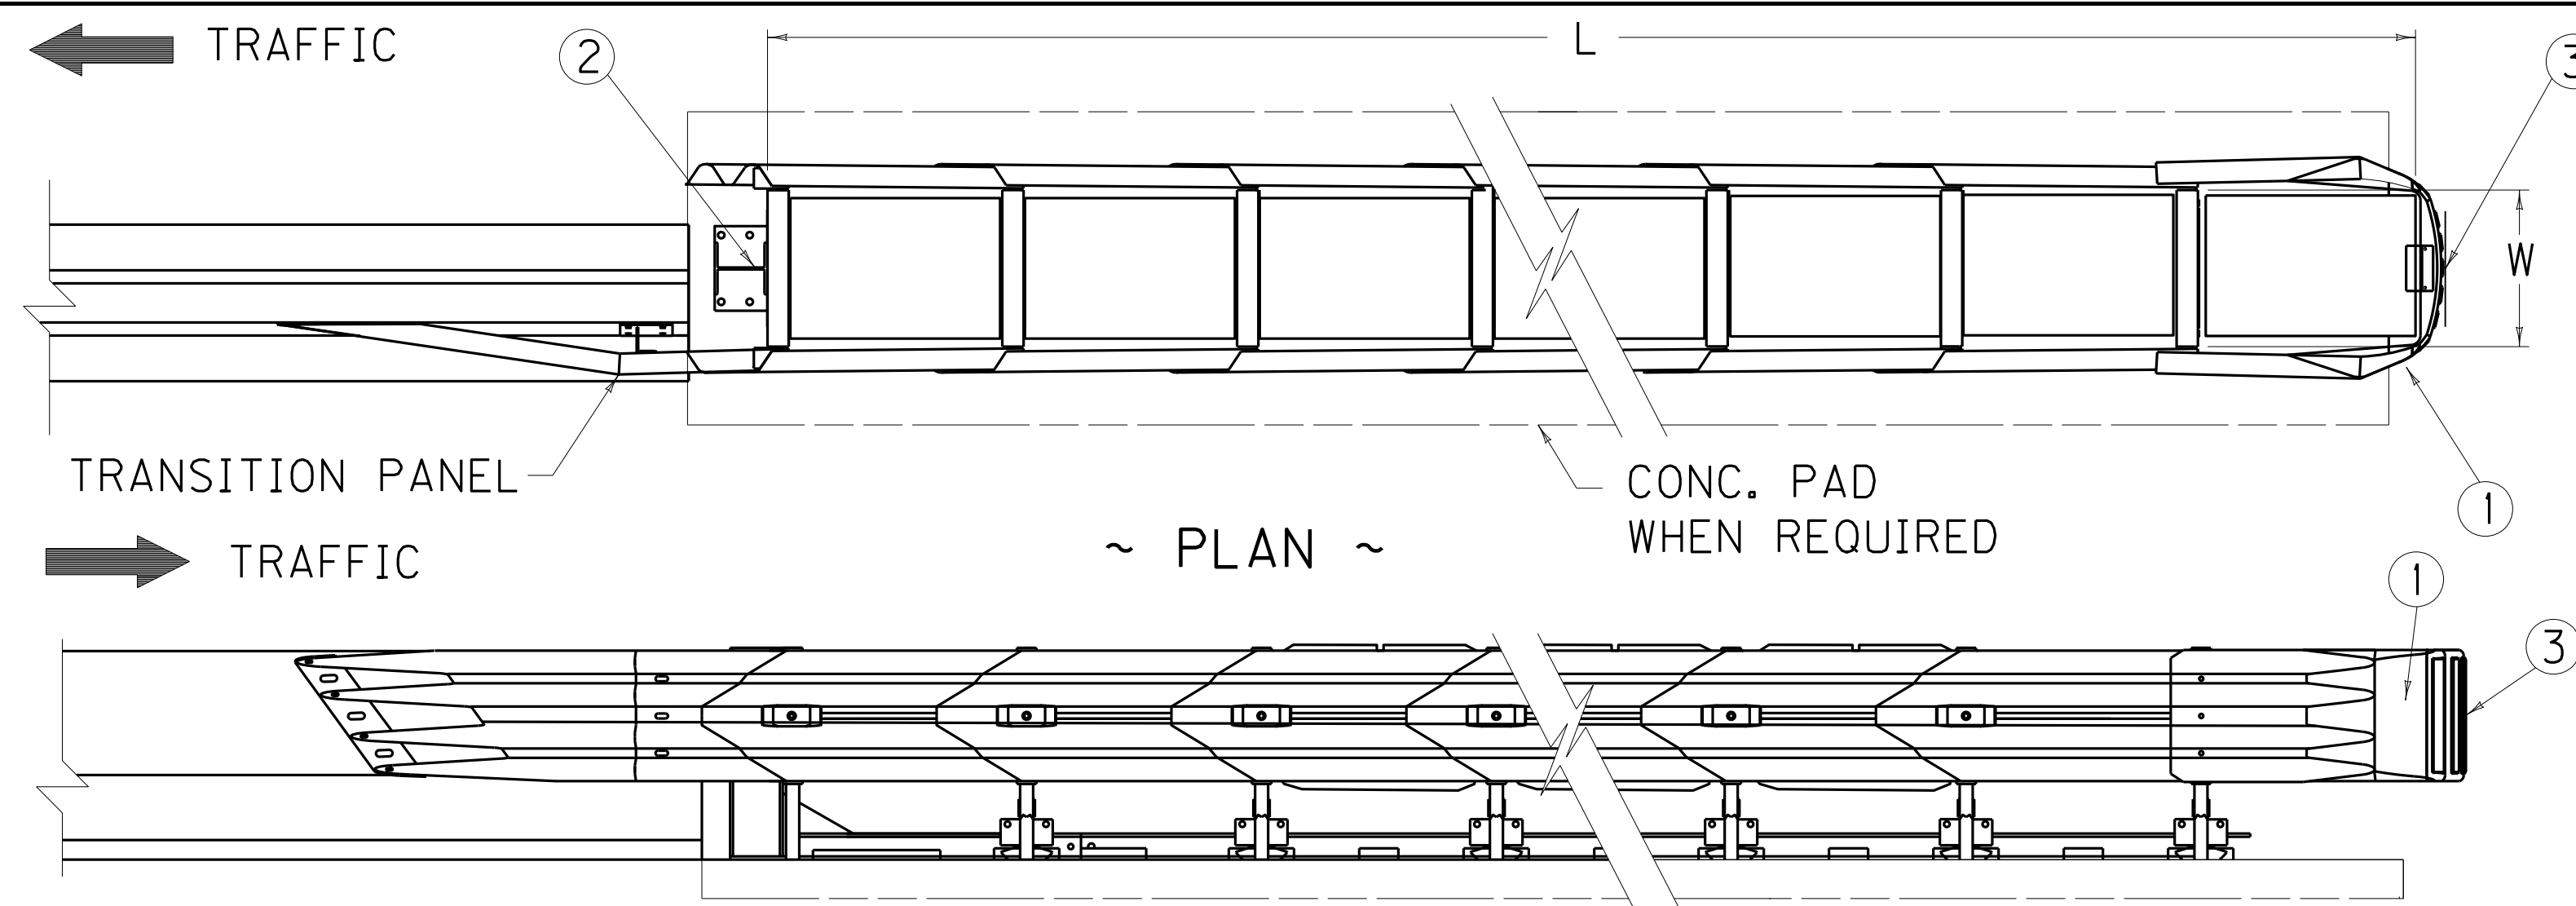 TRAFFIC
2
L
3
W
TRANSITION PANEL
CONC. PAD
WHEN REQUIRED
1
~ PLAN ~
TRAFFIC
1
3